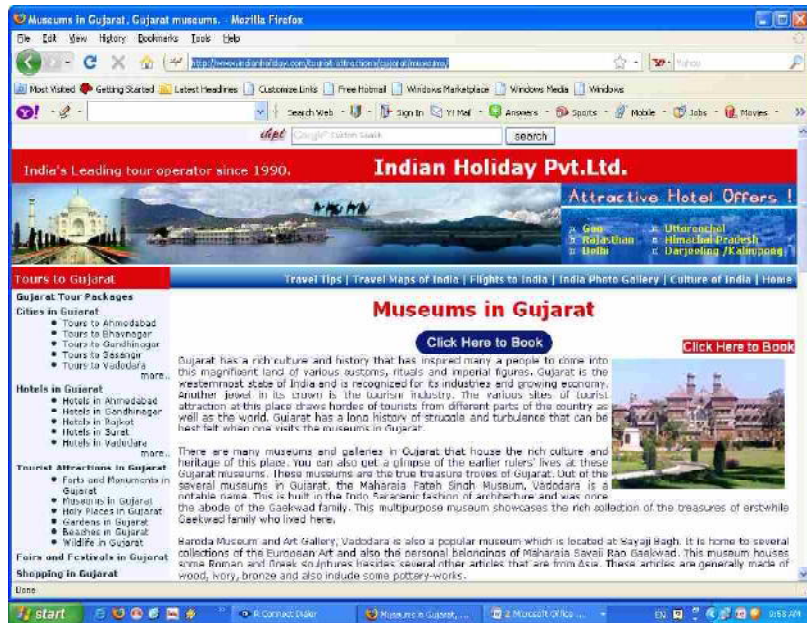 Museums in Gujarat, Gujarat museums. - Mozilla Firefox
File Edit View History Bookmarks Tools Help
http://www.indianholiday.com/tourist-attractions/gujarat/museums/
Yahoo
Most Visited Getting Started Latest Headlines Customize Links Free Hotmail Windows Marketplace Windows Media Windows
Y! Search Web Sign In Y! Mail Answers Sports Mobile Jobs Movies
Google Custom Search search
India's Leading tour operator since 1990. Indian Holiday Pvt.Ltd.
Attractive Hotel Offers !
Goa Uttaranchal
Rajasthan Himachal Pradesh
Delhi Darjeeling /Kalimpong
Tours to Gujarat
Travel Tips | Travel Maps of India | Flights to India | India Photo Gallery | Culture of India | Home
Gujarat Tour Packages
Cities in Gujarat
Tours to Ahmedabad
Tours to Bhavnagar
Tours to Gandhinagar
Tours to Sasangir
Tours to Vadodara
more..
Hotels in Gujarat
Hotels in Ahmedabad
Hotels in Gandhinagar
Hotels in Rajkot
Hotels in Surat
Hotels in Vadodara
more..
Tourist Attractions in Gujarat
Forts and Monuments in
Gujarat
Museums in Gujarat
Holy Places in Gujarat
Gardens in Gujarat
Beaches in Gujarat
Wildlife in Gujarat
Fairs and Festivals in Gujarat
Shopping in Gujarat
Museums in Gujarat
Click Here to Book
Click Here to Book
Gujarat has a rich culture and history that has inspired many a people to come into
this magnificent land of various customs, rituals and imperial figures. Gujarat is the
westernmost state of India and is recognized for its industries and growing economy.
Another jewel in its crown is the tourism industry. The various sites of tourist
attraction at this place draws hordes of tourists from different parts of the country as
well as the world. Gujarat has a long history of struggle and turbulence that can be
best felt when one visits the museums in Gujarat.
There are many museums and galleries in Gujarat that house the rich culture and
heritage of this place. You can also get a glimpse of the earlier rulers' lives at these
Gujarat museums. These museums are the true treasure troves of Gujarat. Out of the
several museums in Gujarat, the Maharaja Fateh Singh Museum, Vadodara is a
notable name. This is built in the Indo Saracenic fashion of architecture and was once
the abode of the Gaekwad family. This multipurpose museum showcases the rich collection of the treasures of erstwhile
Gaekwad family who lived here.
Baroda Museum and Art Gallery, Vadodara is also a popular museum which is located at Sayaji Bagh. It is home to several
collections of the European Art and also the personal belongings of Maharaja Sayaji Rao Gaekwad. This museum houses
some Roman and Greek sculptures besides several other articles that are from Asia. These articles are generally made of
wood, ivory, bronze and also include some pottery-works.
Done
start Connect Dialer Museums in Gujarat, ... 2 Microsoft Office ... EN 9:58 AM